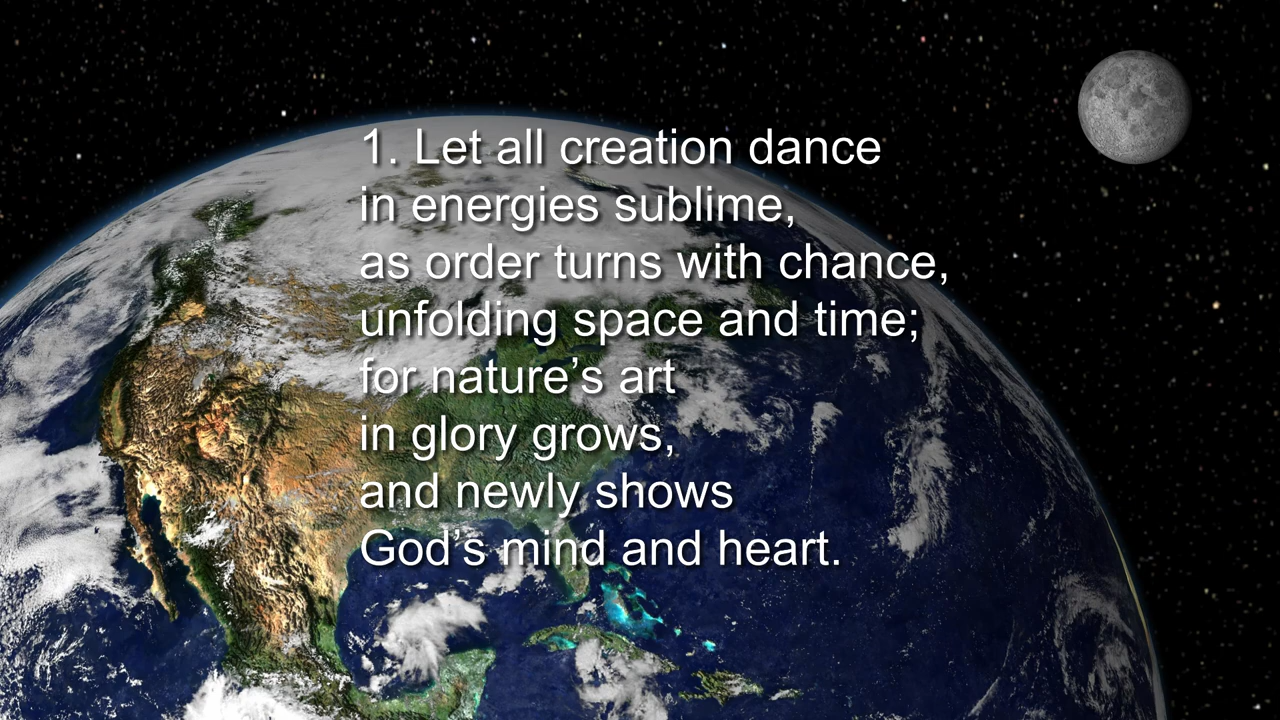 1. Let all creation dance
in energies sublime,
as order turns with chance,
unfolding space and time;
for nature’s art
in glory grows,
and newly shows
God’s mind and heart.